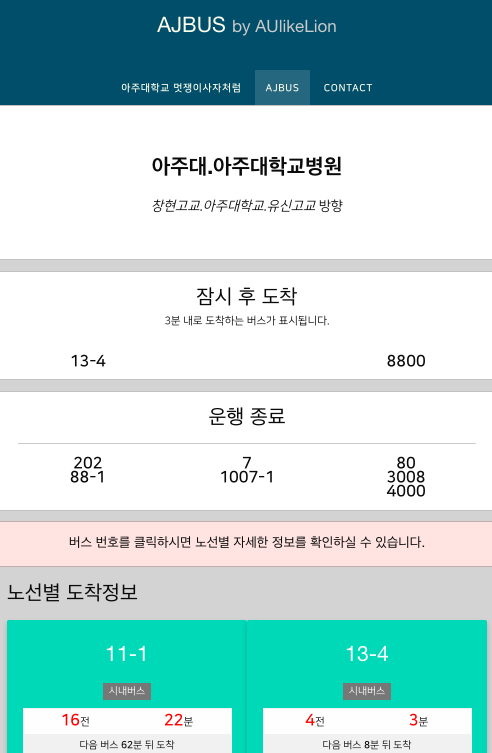 AJBUS by AUlikeLion
아주대학교 멋쟁이사자처럼 AJBUS CONTACT
아주대.아주대학교병원
창현고교.아주대학교.유신고교 방향
잠시 후 도착
3분 내로 도착하는 버스가 표시됩니다.
13-4 8800
운행 종료
202 7 80
88-1 1007-1 3008
4000
버스 번호를 클릭하시면 노선별 자세한 정보를 확인하실 수 있습니다.
노선별 도착정보
11-1 13-4
시내버스 시내버스
16전 22분 4전 3분
다음 버스 62분 뒤 도착 다음 버스 8분 뒤 도착